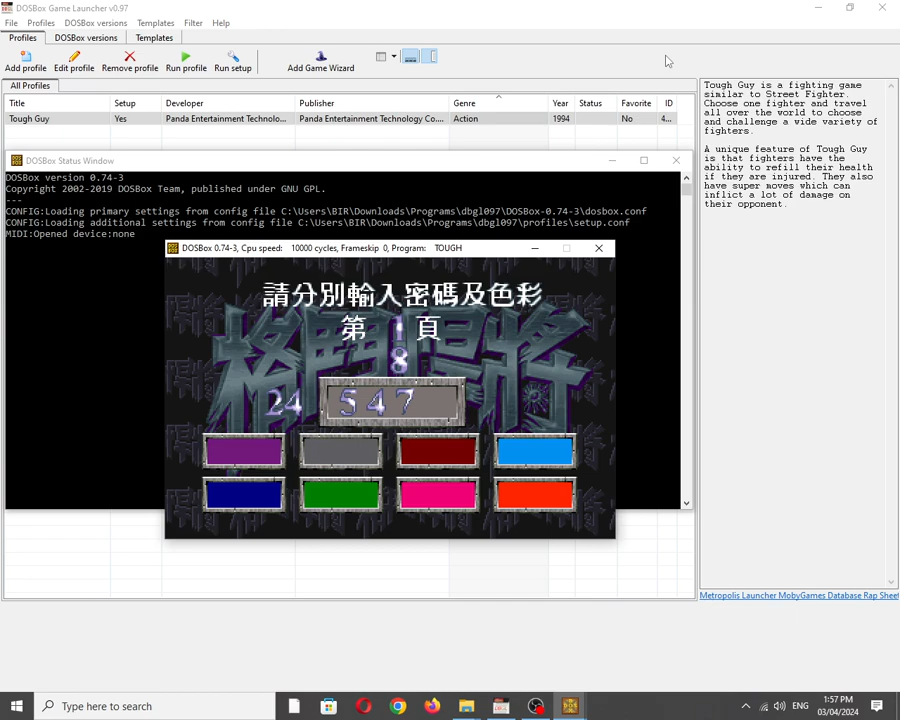 DOSBox Game Launcher v0.97
File Profiles DOSBox versions Templates Filter Help
Profiles DOSBox versions Templates
Add profile Edit profile Remove profile Run profile Run setup Add Game Wizard
All Profiles
Title Setup Developer Publisher Genre Year Status Favorite ID
Tough Guy Yes Panda Entertainment Technolo... Panda Entertainment Technology Co.... Action 1994 No 4...
Tough Guy is a fighting game
similar to Street Fighter.
Choose one fighter and travel
all over the world to choose
and challenge a wide variety of
fighters.
A unique feature of Tough Guy
is that fighters have the
ability to refill their health
if they are injured. They also
have super moves which can
inflict a lot of damage on
their opponent.
DOSBox Status Window
DOSBox version 0.74-3
Copyright 2002-2019 DOSBox Team, published under GNU GPL.
---
CONFIG:Loading primary settings from config file C:\Users\BIR\Downloads\Programs\dbgl097\DOSBox-0.74-3\dosbox.conf
CONFIG:Loading additional settings from config file C:\Users\BIR\Downloads\Programs\dbgl097\profiles\setup.conf
MIDI:Opened device:none
DOSBox 0.74-3, Cpu speed: 10000 cycles, Frameskip 0, Program: TOUGH
請分別輸入密碼及色彩
第 1 頁
8
24 547
格鬥悍將
Metropolis Launcher MobyGames Database Rap Sheet
Type here to search
1:57 PM
ENG
03/04/2024